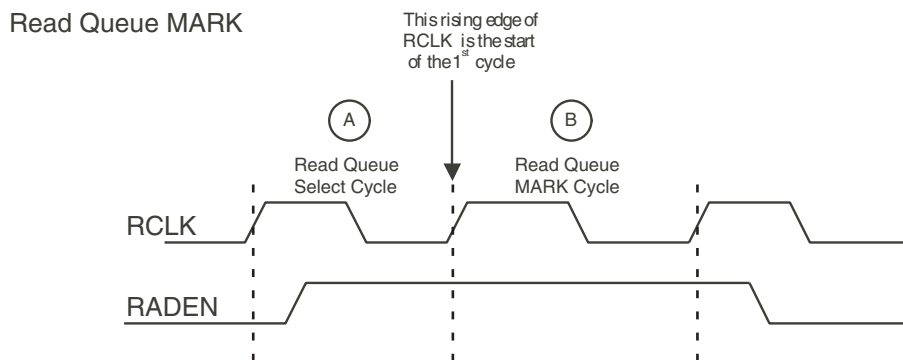 Read Queue MARK
This rising edge of
RCLK is the start
of the 1st cycle
A
B
Read Queue
Select Cycle
Read Queue
MARK Cycle
RCLK
RADEN